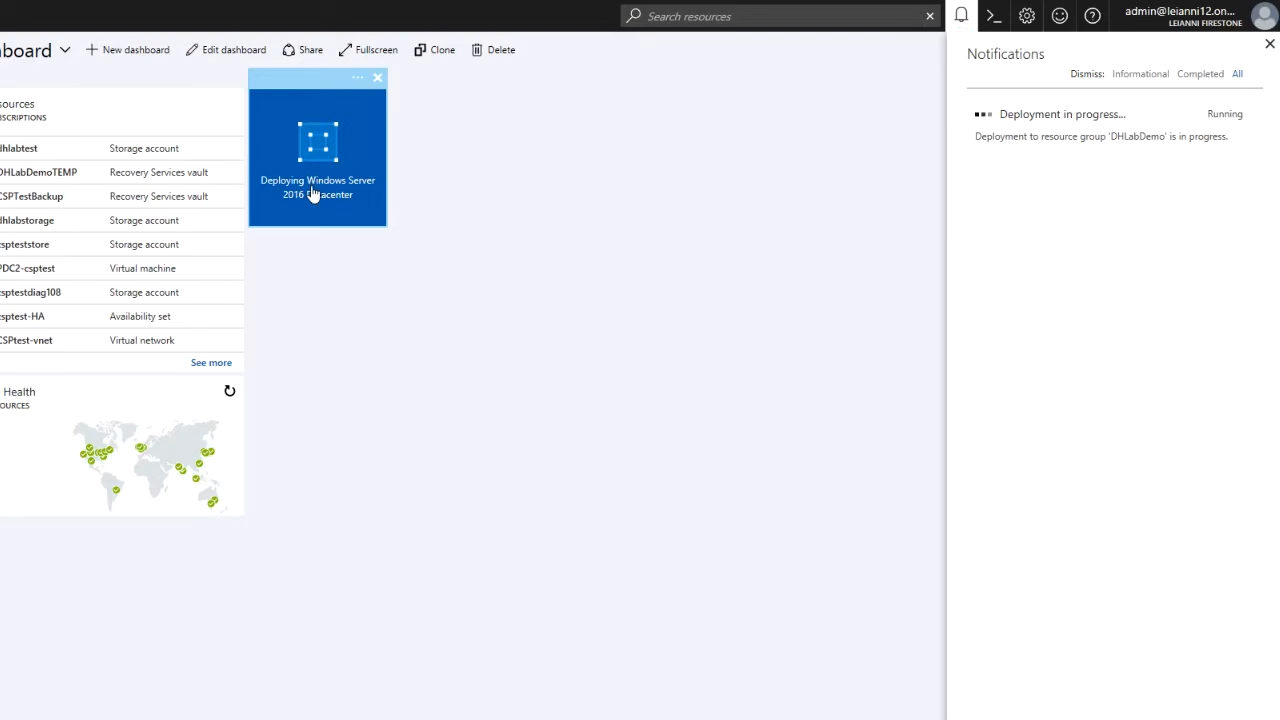 Search resources
admin@leianni12.on...
LEIANNI FIRESTONE
board
New dashboard
Edit dashboard
Share
Fullscreen
Clone
Delete
sources
BSCRIPTIONS
dhlabtest Storage account
DHLabDemoTEMP Recovery Services vault
CSPTestBackup Recovery Services vault
dhlabstorage Storage account
cspteststore Storage account
PDC2-csptest Virtual machine
csptestdiag108 Storage account
csptest-HA Availability set
CSPtest-vnet Virtual network
See more
Health
OURCES
Deploying Windows Server
2016 Datacenter
Notifications
Dismiss: Informational Completed All
Deployment in progress... Running
Deployment to resource group 'DHLabDemo' is in progress.